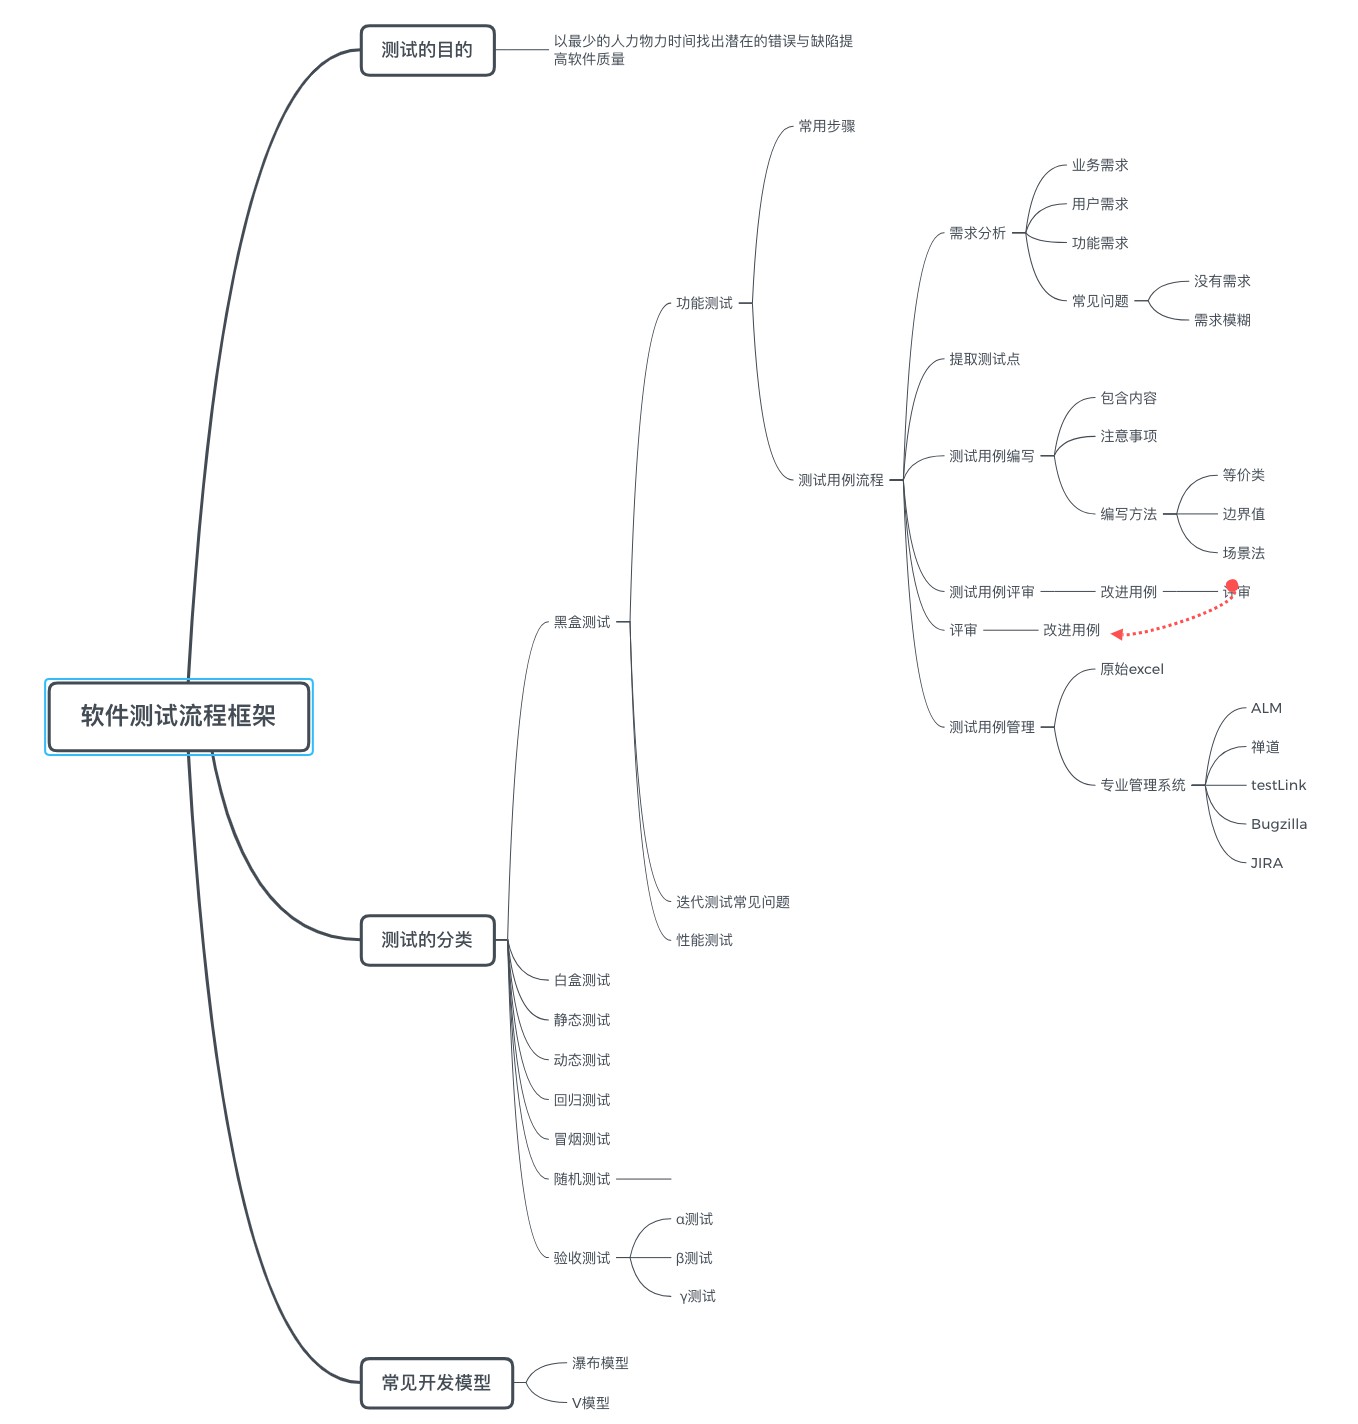 测试的目的
以最少的人力物力时间找出潜在的错误与缺陷提
高软件质量
常用步骤
业务需求
用户需求
需求分析
功能需求
没有需求
常见问题
功能测试
需求模糊
提取测试点
包含内容
注意事项
测试用例编写
等价类
测试用例流程
编写方法
边界值
场景法
测试用例评审
改进用例
评审
黑盒测试
评审
改进用例
原始excel
软件测试流程框架
ALM
测试用例管理
禅道
专业管理系统
testLink
Bugzilla
JIRA
迭代测试常见问题
测试的分类
性能测试
白盒测试
静态测试
动态测试
回归测试
冒烟测试
随机测试
α测试
验收测试
β测试
γ测试
瀑布模型
常见开发模型
V模型